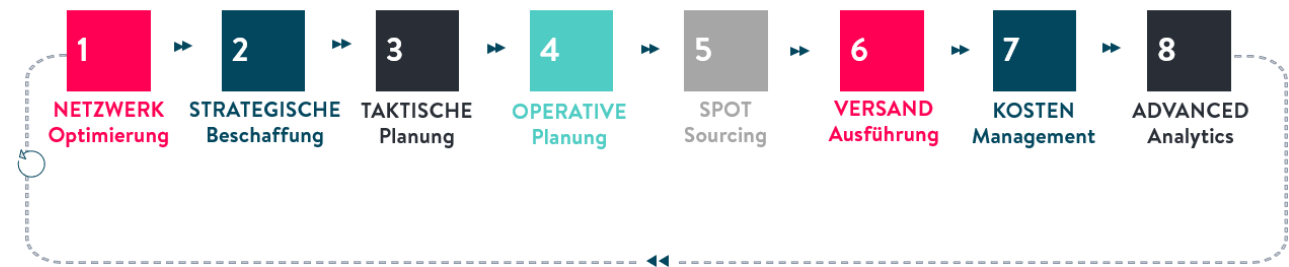 1
2
3
4
5
6
7
8
NETZWERK
Optimierung
STRATEGISCHE
Beschaffung
TAKTISCHE
Planung
OPERATIVE
Planung
SPOT
Sourcing
VERSAND
Ausführung
KOSTEN
Management
ADVANCED
Analytics